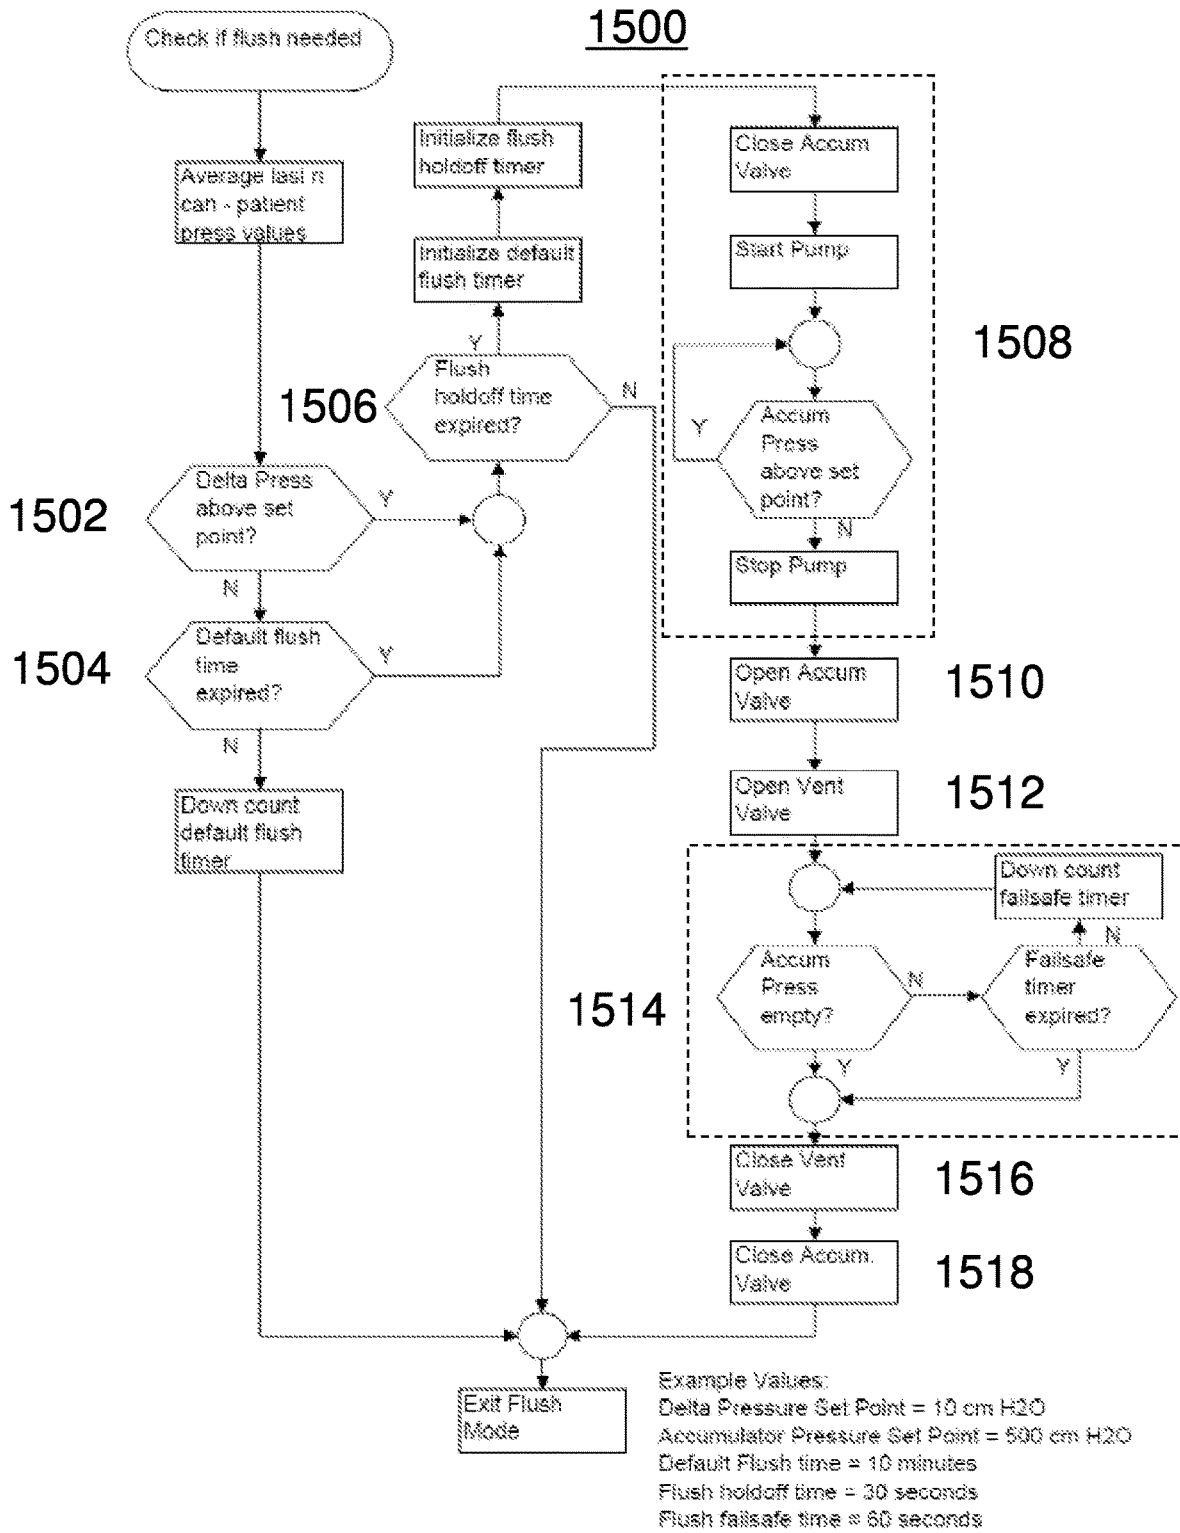 1500
Check if flush needed
Average last n
can - patient
press values
1502
Delta Press
above set
point?
Y
N
1504
Default flush
time
expired?
Y
N
Down count
default flush
timer
1506
Flush
holdoff time
expired?
Y
N
Initialize default
flush timer
Initialize flush
holdoff timer
Close Accum
Valve
Start Pump
1508
Accum
Press
above set
point?
Y
N
Stop Pump
Open Accum
Valve
1510
Open Vent
Valve
1512
1514
Accum
Press
empty?
N
Y
Failsafe
timer
expired?
N
Y
Down count
failsafe timer
Close Vent
Valve
1516
Close Accum.
Valve
1518
Exit Flush
Mode
Example Values:
Delta Pressure Set Point = 10 cm H2O
Accumulator Pressure Set Point = 500 cm H2O
Default Flush time = 10 minutes
Flush holdoff time = 30 seconds
Flush failsafe time = 60 seconds